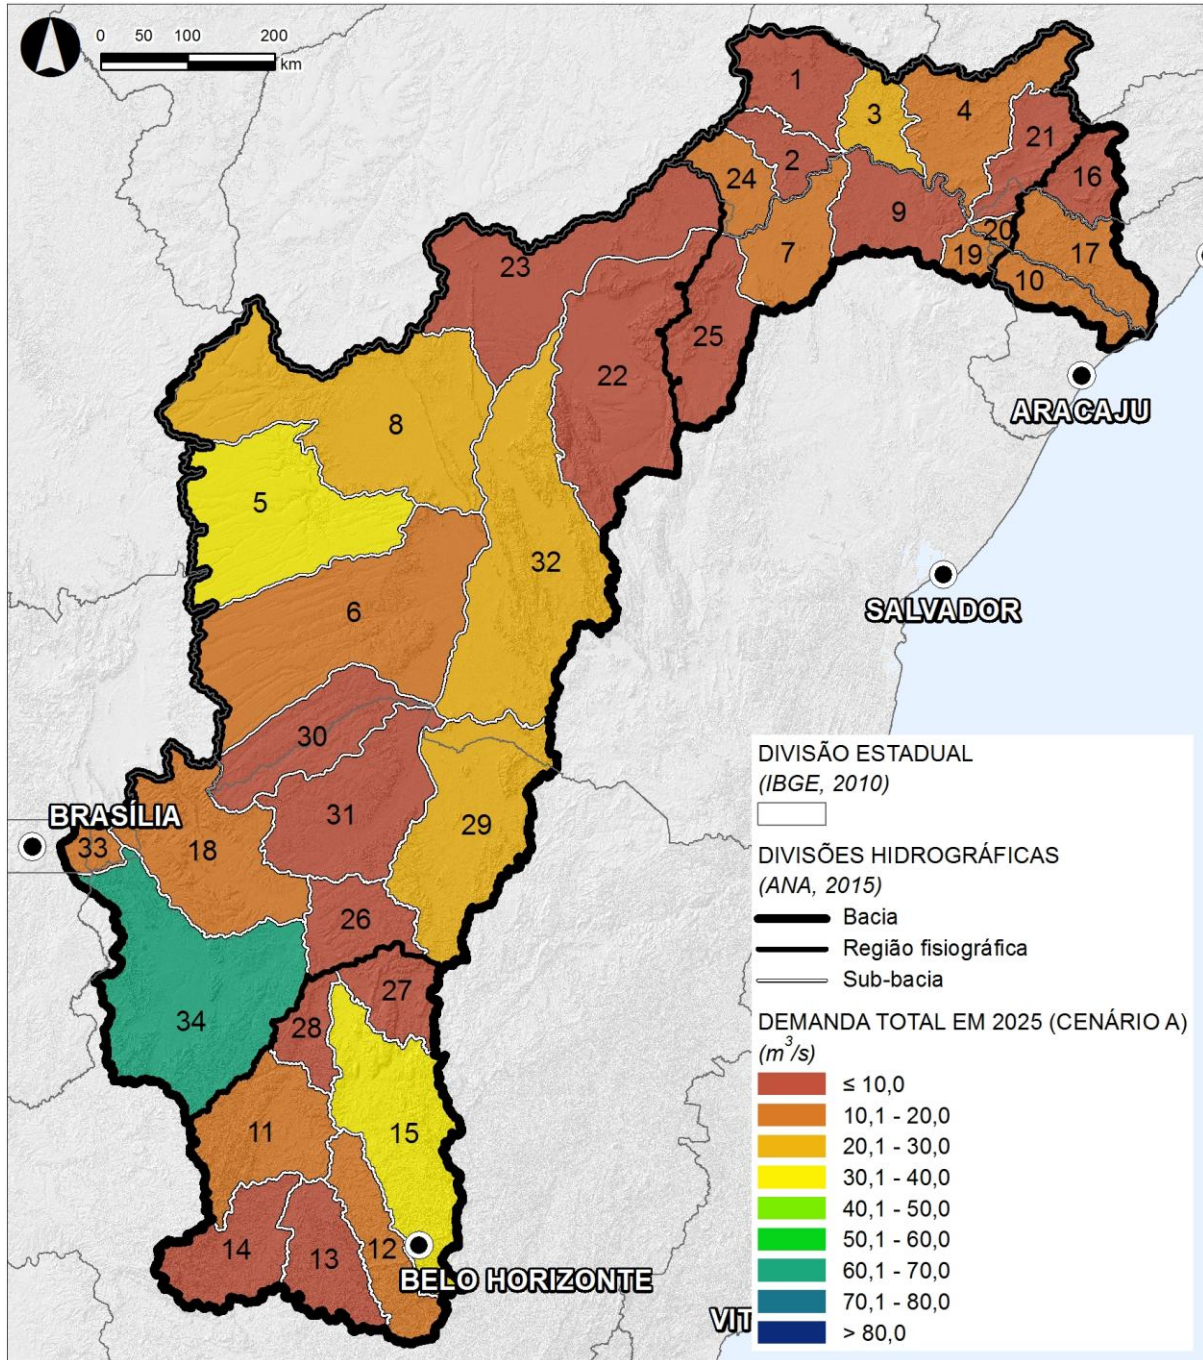 0 50 100 200
km
1
3
4
21
2
16
24
9
20
7
19
17
10
23
25
22
ARACAJU
8
5
32
SALVADOR
6
30
31
29
BRASÍLIA
33
18
26
27
34
28
11
15
12
14
13
BELO HORIZONTE
VIT
DIVISÃO ESTADUAL
(IBGE, 2010)
DIVISÕES HIDROGRÁFICAS
(ANA, 2015)
Bacia
Região fisiográfica
Sub-bacia
DEMANDA TOTAL EM 2025 (CENÁRIO A)
(m³/s)
≤ 10,0
10,1 - 20,0
20,1 - 30,0
30,1 - 40,0
40,1 - 50,0
50,1 - 60,0
60,1 - 70,0
70,1 - 80,0
> 80,0